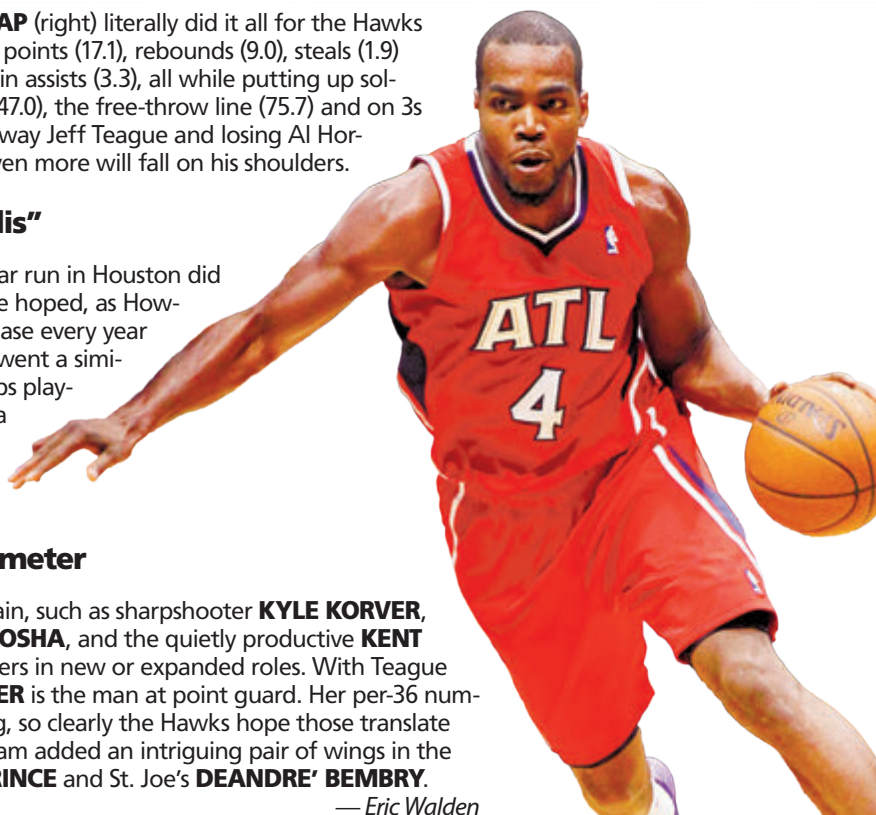 AP (right) literally did it all for the Hawks
points (17.1), rebounds (9.0), steals (1.9)
in assists (3.3), all while putting up sol-
47.0), the free-throw line (75.7) and on 3s
way Jeff Teague and losing Al Hor-
ven more will fall on his shoulders.
lis”
ar run in Houston did
e hoped, as How-
ase every year
went a simi-
ps play-
a
meter
ain, such as sharpshooter KYLE KORVER,
OSHA, and the quietly productive KENT
ers in new or expanded roles. With Teague
ER is the man at point guard. Her per-36 num-
g, so clearly the Hawks hope those translate
am added an intriguing pair of wings in the
RINCE and St. Joe’s DEANDRE’ BEMBRY.
— Eric Walden
ATL
4
SPALDING